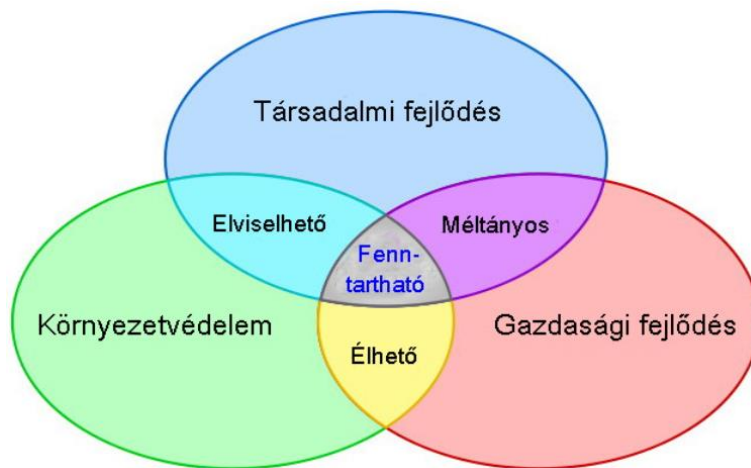 Társadalmi fejlődés
Elviselhető
Méltányos
Fenn-
tartható
Környezetvédelem
Gazdasági fejlődés
Élhető